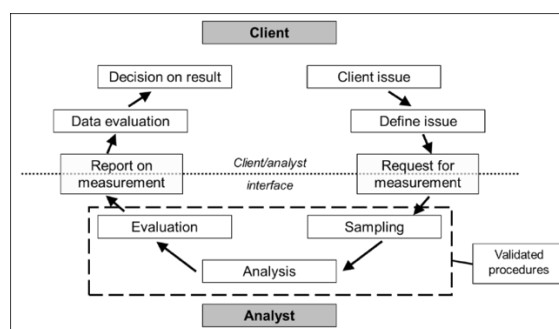 Client
Decision on result
Client issue
Data evaluation
Define issue
Report on
measurement
Client/analyst
interface
Request for
measurement
Evaluation
Sampling
Analysis
Validated
procedures
Analyst